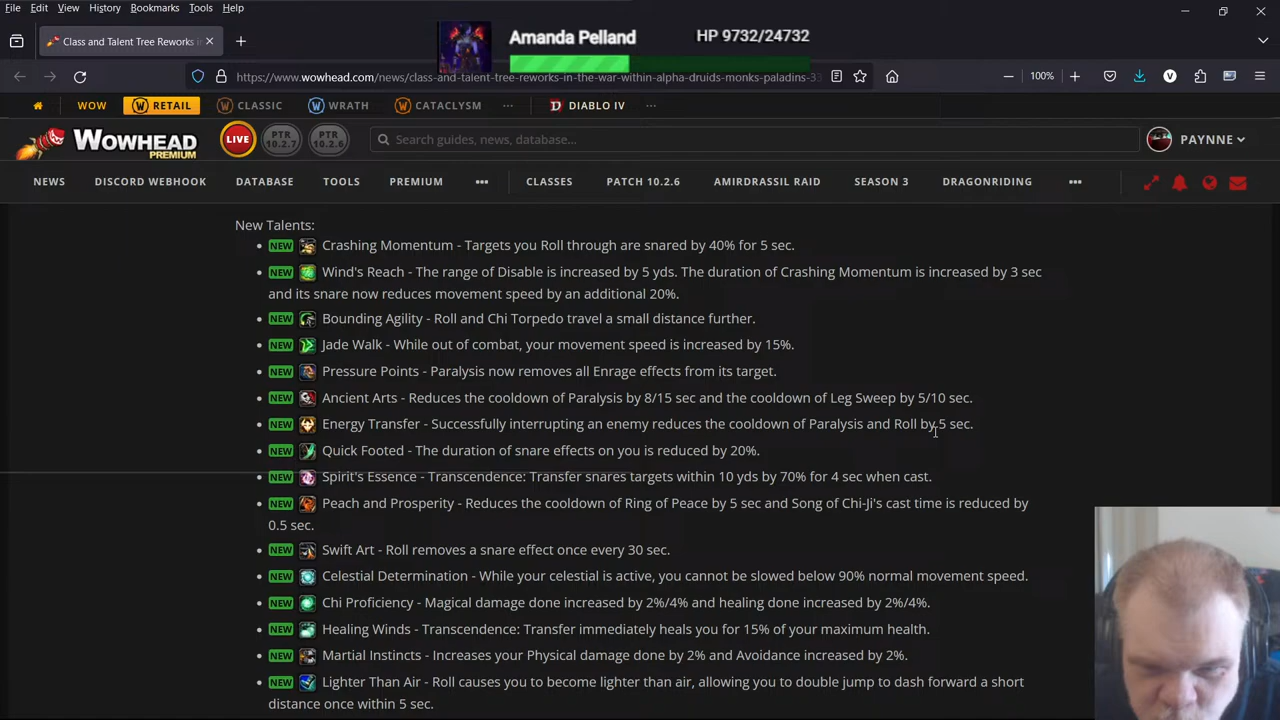 File Edit View History Bookmarks Tools Help
Class and Talent Tree Reworks in
Amanda Pelland HP 9732/24732
https://www.wowhead.com/news/class-and-talent-tree-reworks-in-the-war-within-alpha-druids-monks-paladins-33
100%
WOW RETAIL CLASSIC WRATH CATACLYSM ... DIABLO IV ...
WOWHEAD PREMIUM
LIVE
PTR 10.2.7
PTR 10.2.6
Search guides, news, database...
PAYNNE
NEWS DISCORD WEBHOOK DATABASE TOOLS PREMIUM ... CLASSES PATCH 10.2.6 AMIRDRASSIL RAID SEASON 3 DRAGONRIDING ...
New Talents:
NEW Crashing Momentum - Targets you Roll through are snared by 40% for 5 sec.
NEW Wind's Reach - The range of Disable is increased by 5 yds. The duration of Crashing Momentum is increased by 3 sec
and its snare now reduces movement speed by an additional 20%.
NEW Bounding Agility - Roll and Chi Torpedo travel a small distance further.
NEW Jade Walk - While out of combat, your movement speed is increased by 15%.
NEW Pressure Points - Paralysis now removes all Enrage effects from its target.
NEW Ancient Arts - Reduces the cooldown of Paralysis by 8/15 sec and the cooldown of Leg Sweep by 5/10 sec.
NEW Energy Transfer - Successfully interrupting an enemy reduces the cooldown of Paralysis and Roll by 5 sec.
NEW Quick Footed - The duration of snare effects on you is reduced by 20%.
NEW Spirit's Essence - Transcendence: Transfer snares targets within 10 yds by 70% for 4 sec when cast.
NEW Peach and Prosperity - Reduces the cooldown of Ring of Peace by 5 sec and Song of Chi-Ji's cast time is reduced by
0.5 sec.
NEW Swift Art - Roll removes a snare effect once every 30 sec.
NEW Celestial Determination - While your celestial is active, you cannot be slowed below 90% normal movement speed.
NEW Chi Proficiency - Magical damage done increased by 2%/4% and healing done increased by 2%/4%.
NEW Healing Winds - Transcendence: Transfer immediately heals you for 15% of your maximum health.
NEW Martial Instincts - Increases your Physical damage done by 2% and Avoidance increased by 2%.
NEW Lighter Than Air - Roll causes you to become lighter than air, allowing you to double jump to dash forward a short
distance once within 5 sec.